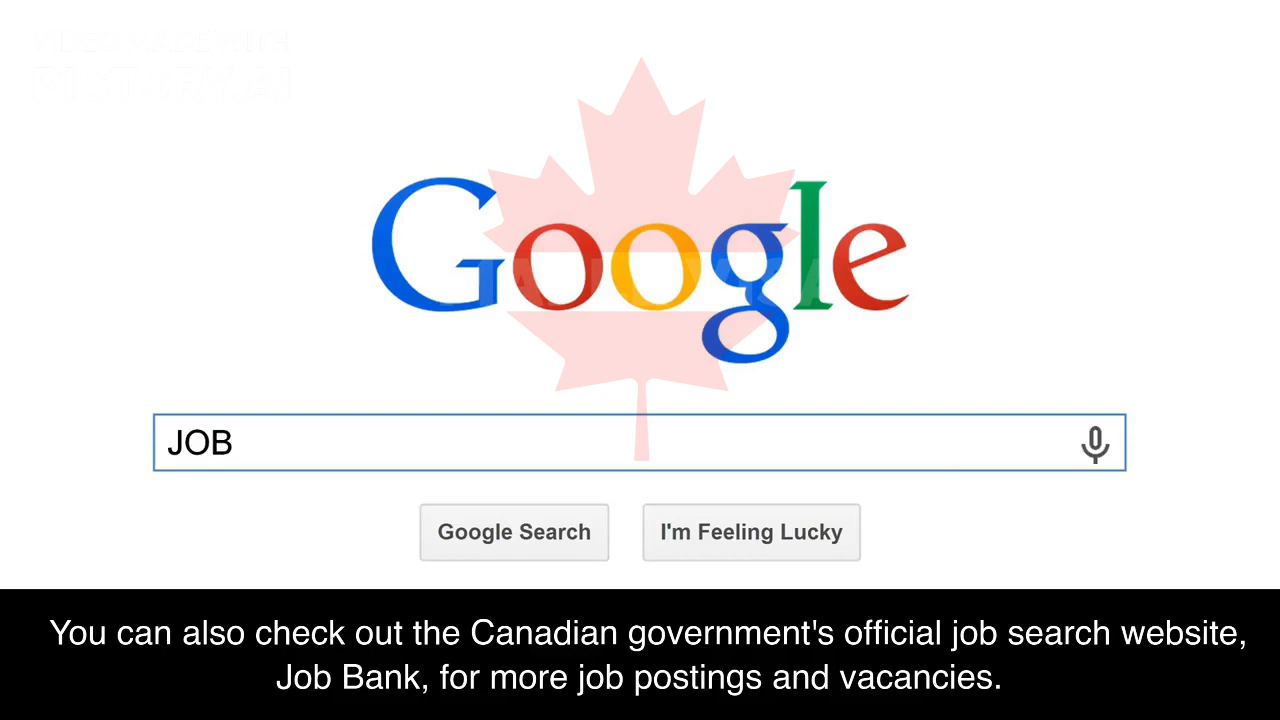 Google
JOB
Google Search
I'm Feeling Lucky
You can also check out the Canadian government's official job search website,
Job Bank, for more job postings and vacancies.